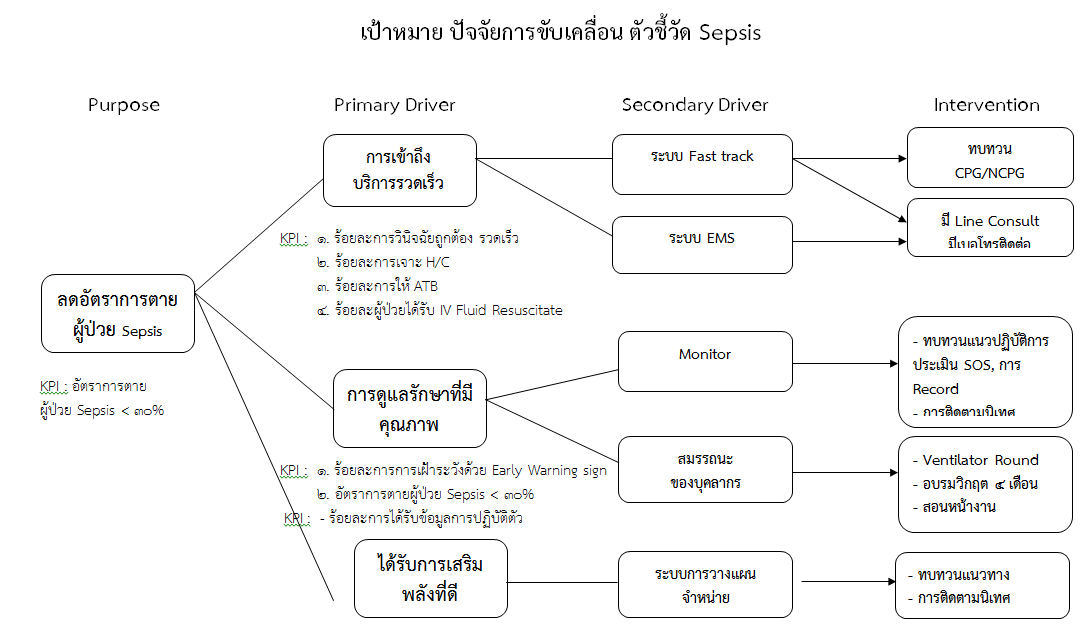 เป้าหมาย ปัจจัยการขับเคลื่อน ตัวชี้วัด Sepsis
Purpose
Primary Driver
Secondary Driver
Intervention
การเข้าถึง
บริการรวดเร็ว
ระบบ Fast track
ทบทวน
CPG/NCPG
มี Line Consult
มีเบอโทรติดต่อ
ระบบ EMS
KPI : ๑. ร้อยละการวินิจฉัยถูกต้อง รวดเร็ว
๒. ร้อยละการเจาะ H/C
๓. ร้อยละการให้ ATB
๔. ร้อยละผู้ป่วยได้รับ IV Fluid Resuscitate
ลดอัตราการตาย
ผู้ป่วย Sepsis
KPI : อัตราการตาย
ผู้ป่วย Sepsis < ๓๐%
Monitor
- ทบทวนแนวปฏิบัติการ
ประเมิน SOS, การ
Record
- การติดตามนิเทศ
การดูแลรักษาที่มี
คุณภาพ
สมรรถนะ
ของบุคลากร
- Ventilator Round
- อบรมวิกฤต ๔ เดือน
- สอนหน้างาน
KPI : ๑. ร้อยละการการเฝ้าระวังด้วย Early Warning sign
๒. อัตราการตายผู้ป่วย Sepsis < ๓๐%
KPI : - ร้อยละการได้รับข้อมูลการปฏิบัติตัว
ได้รับการเสริม
พลังที่ดี
ระบบการวางแผน
จำหน่าย
- ทบทวนแนวทาง
- การติดตามนิเทศ